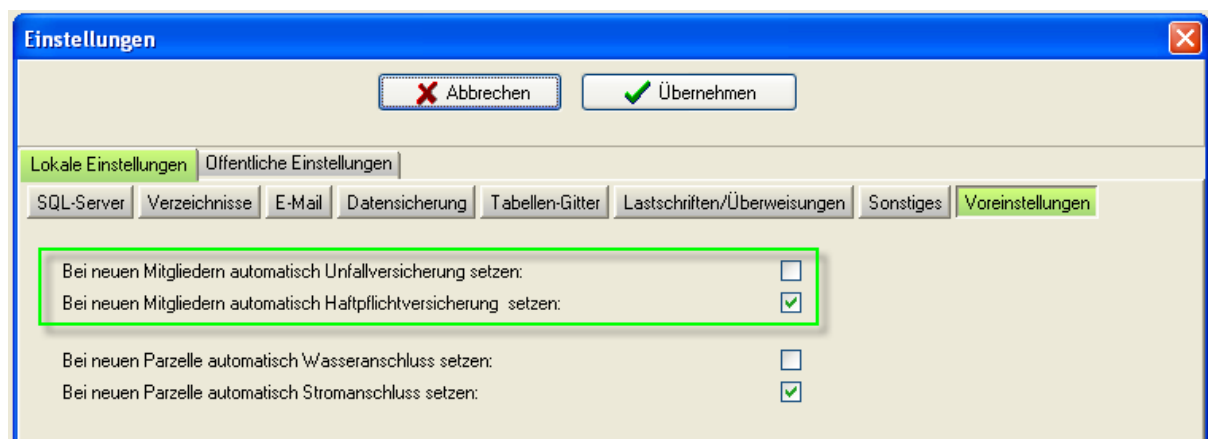 Einstellungen
Abbrechen Übernehmen
Lokale Einstellungen Öffentliche Einstellungen
SQL-Server Verzeichnisse E-Mail Datensicherung Tabellen-Gitter Lastschriften/Überweisungen Sonstiges Voreinstellungen
Bei neuen Mitgliedern automatisch Unfallversicherung setzen:
Bei neuen Mitgliedern automatisch Haftpflichtversicherung setzen:
Bei neuen Parzelle automatisch Wasseranschluss setzen:
Bei neuen Parzelle automatisch Stromanschluss setzen: